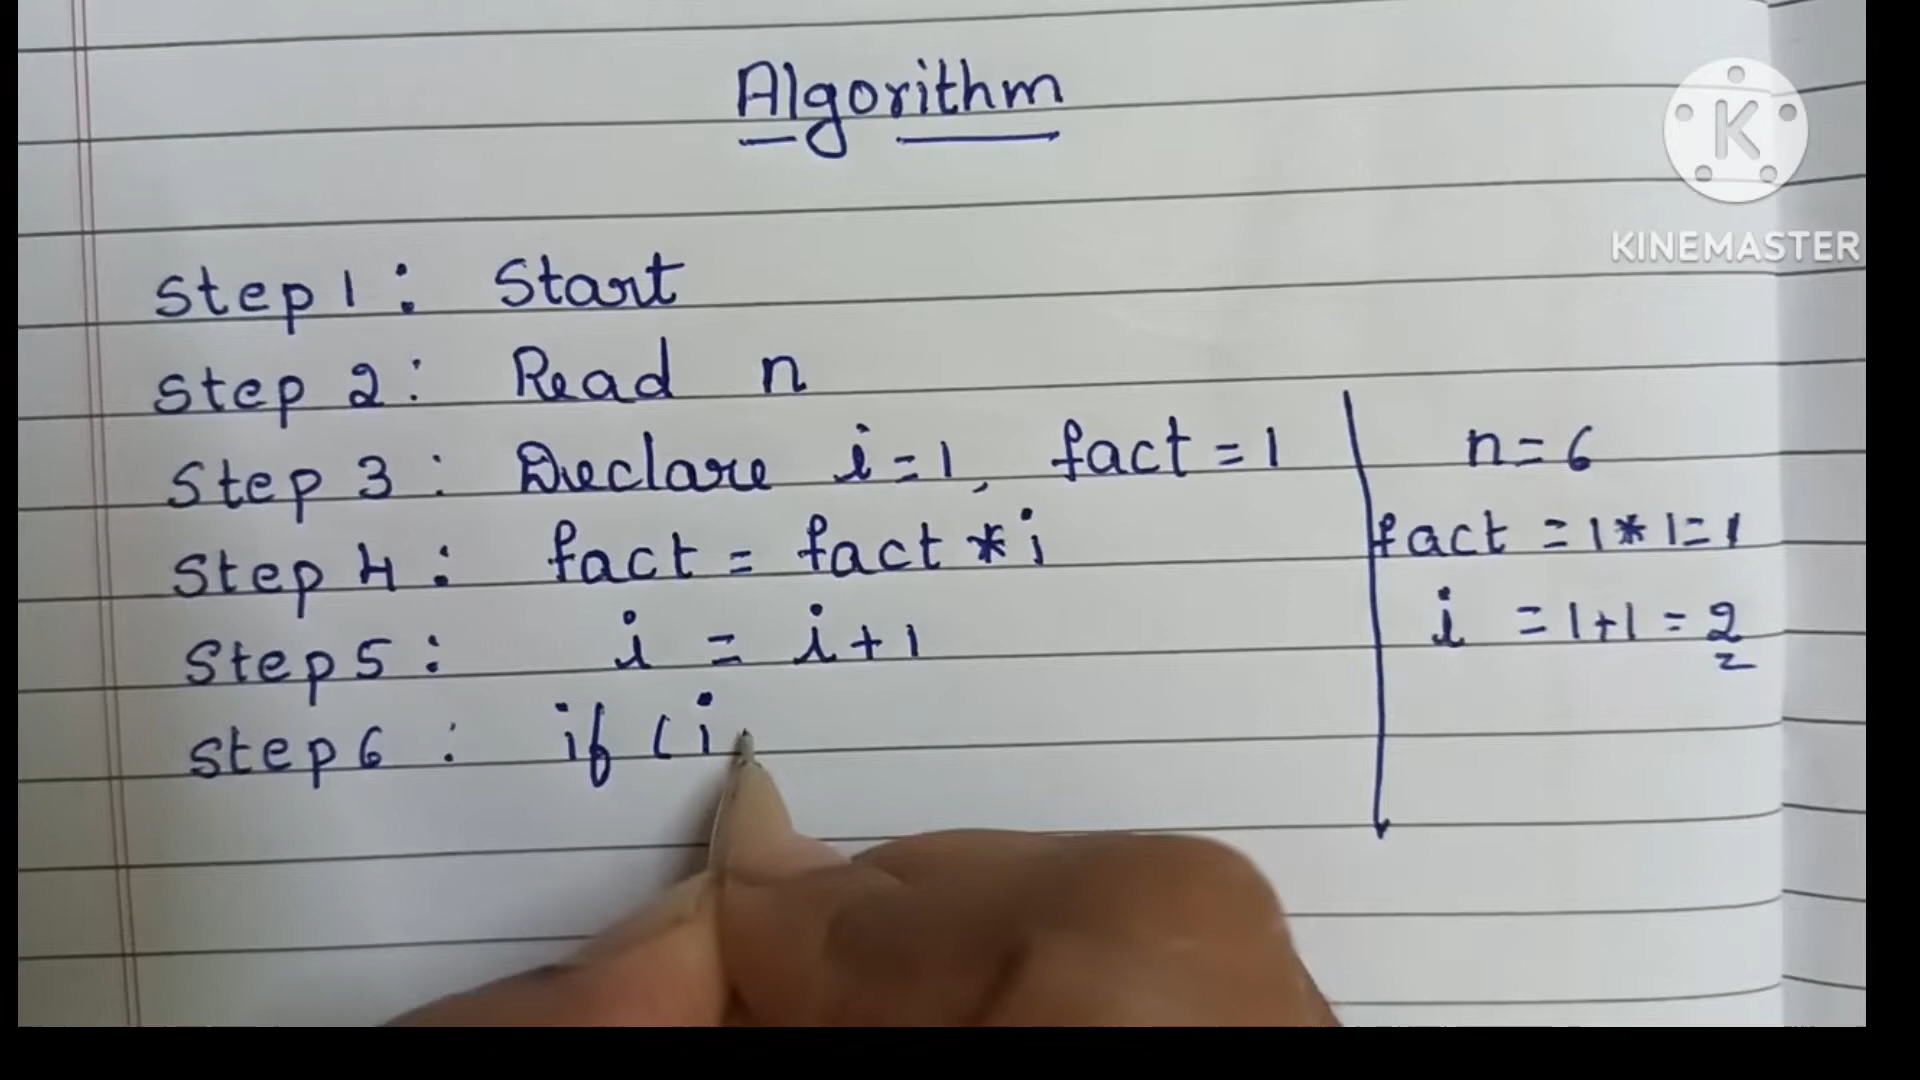 Algorithm
K
KINEMASTER
Step 1 : Start
Step 2 : Read n
Step 3 : Declare i = 1, fact = 1
Step 4 : fact = fact * i
Step 5 : i = i + 1
Step 6 : if ( i
n = 6
fact = 1 * 1 = 1
i = 1 + 1 = 2